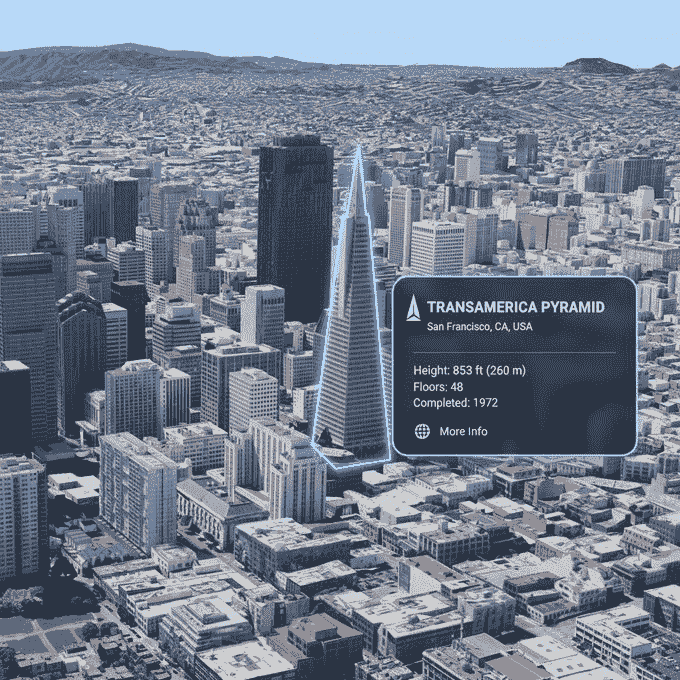 TRANSAMERICA PYRAMID
San Francisco, CA, USA
Height: 853 ft (260 m)
Floors: 48
Completed: 1972
More Info